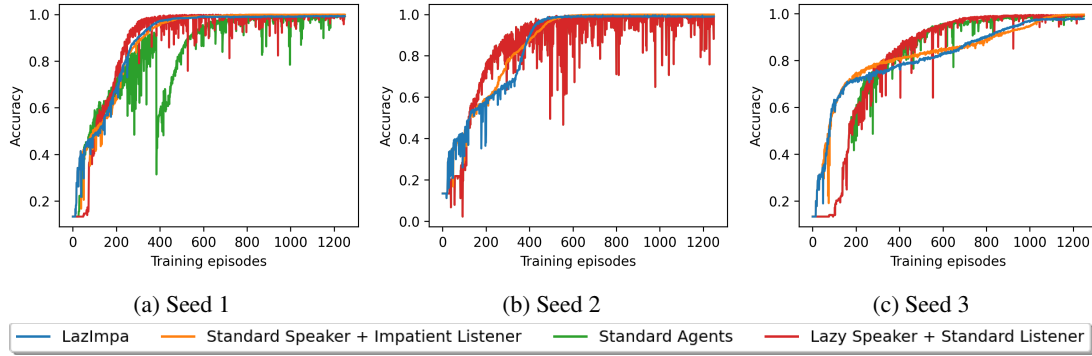 1.0
0.8
0.6
0.4
0.2
Accuracy
0 200 400 600 800 1000 1200
Training episodes
(a) Seed 1
1.0
0.8
0.6
0.4
0.2
0.0
Accuracy
0 200 400 600 800 1000 1200
Training episodes
(b) Seed 2
1.0
0.8
0.6
0.4
0.2
Accuracy
0 200 400 600 800 1000 1200
Training episodes
(c) Seed 3
LazImpa Standard Speaker + Impatient Listener Standard Agents Lazy Speaker + Standard Listener